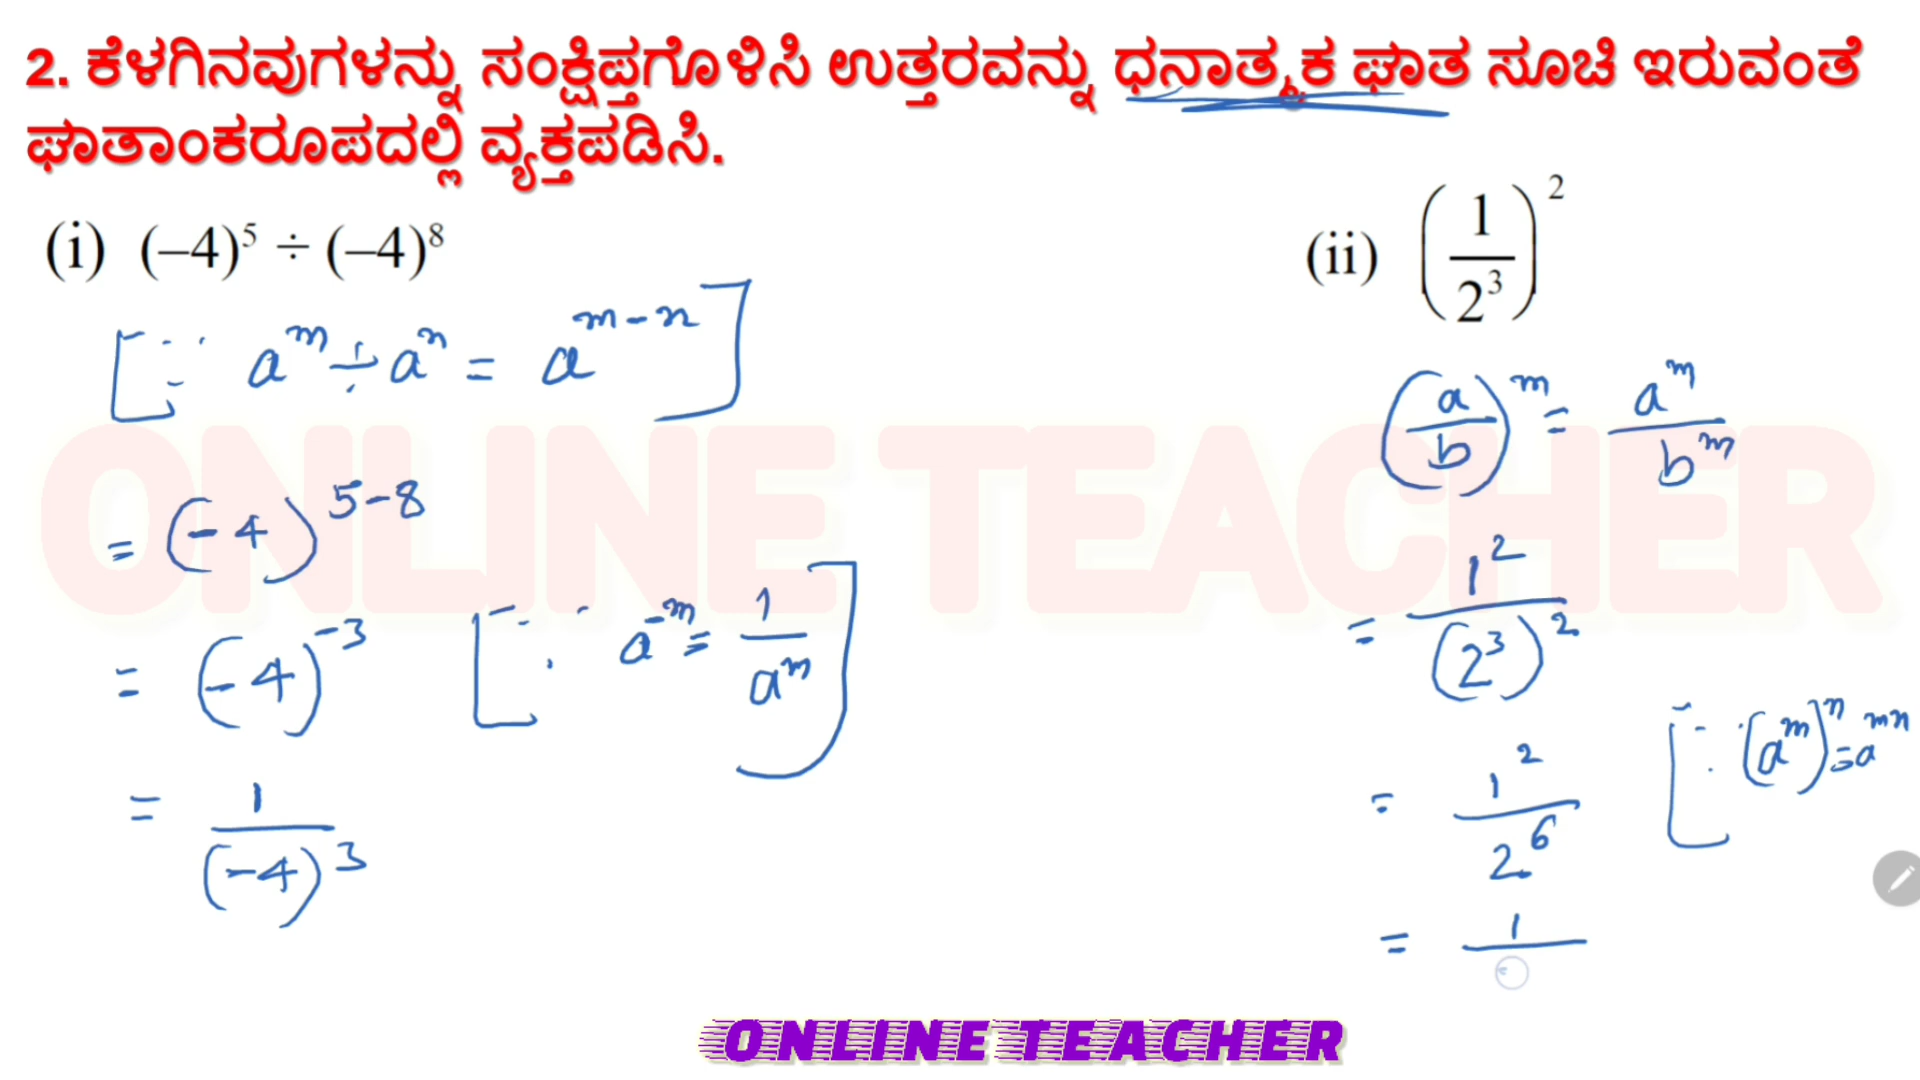 2. ಕೆಳಗಿನವುಗಳನ್ನು ಸಂಕ್ಷಿಪ್ತಗೊಳಿಸಿ ಉತ್ತರವನ್ನು ಧನಾತ್ಮಕ ಘಾತ ಸೂಚಿ ಇರುವಂತೆ
ಘಾತಾಂಕರೂಪದಲ್ಲಿ ವ್ಯಕ್ತಪಡಿಸಿ.
(i) (–4)⁵ ÷ (–4)⁸
[∵ aᵐ ÷ aⁿ = aᵐ⁻ⁿ]
= (-4)⁵⁻⁸
= (-4)⁻³ [∵ a⁻ᵐ = 1/aᵐ]
= 1/(-4)³
(ii) (1/2³)²
(a/b)ᵐ = aᵐ/bᵐ
= 1²/(2³)²
= 1²/2⁶ [∵ (aᵐ)ⁿ = aᵐⁿ
= 1/
ONLINE TEACHER
ONLINE TEACHER